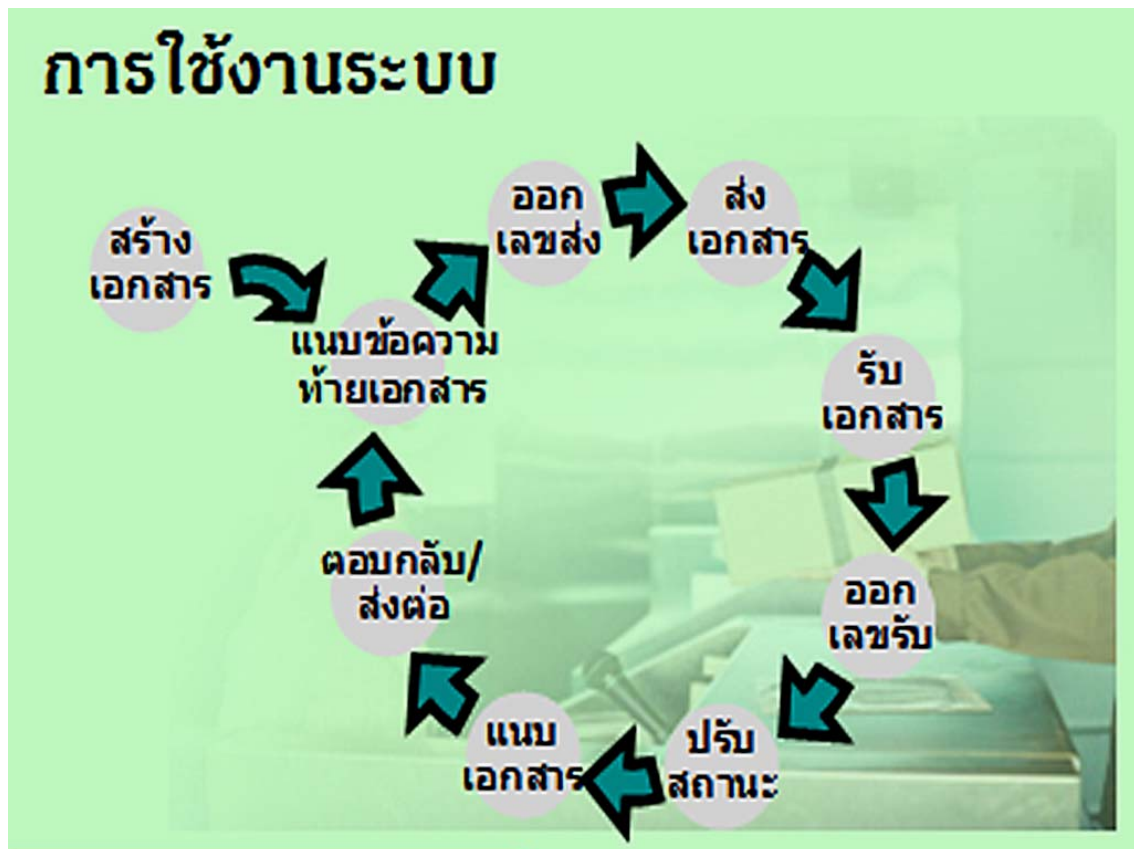 การใช้งานระบบ
สร้าง
เอกสาร
แนบข้อความ
ท้ายเอกสาร
ออก
เลขส่ง
ส่ง
เอกสาร
รับ
เอกสาร
ออก
เลขรับ
ปรับ
สถานะ
แนบ
เอกสาร
ตอบกลับ/
ส่งต่อ